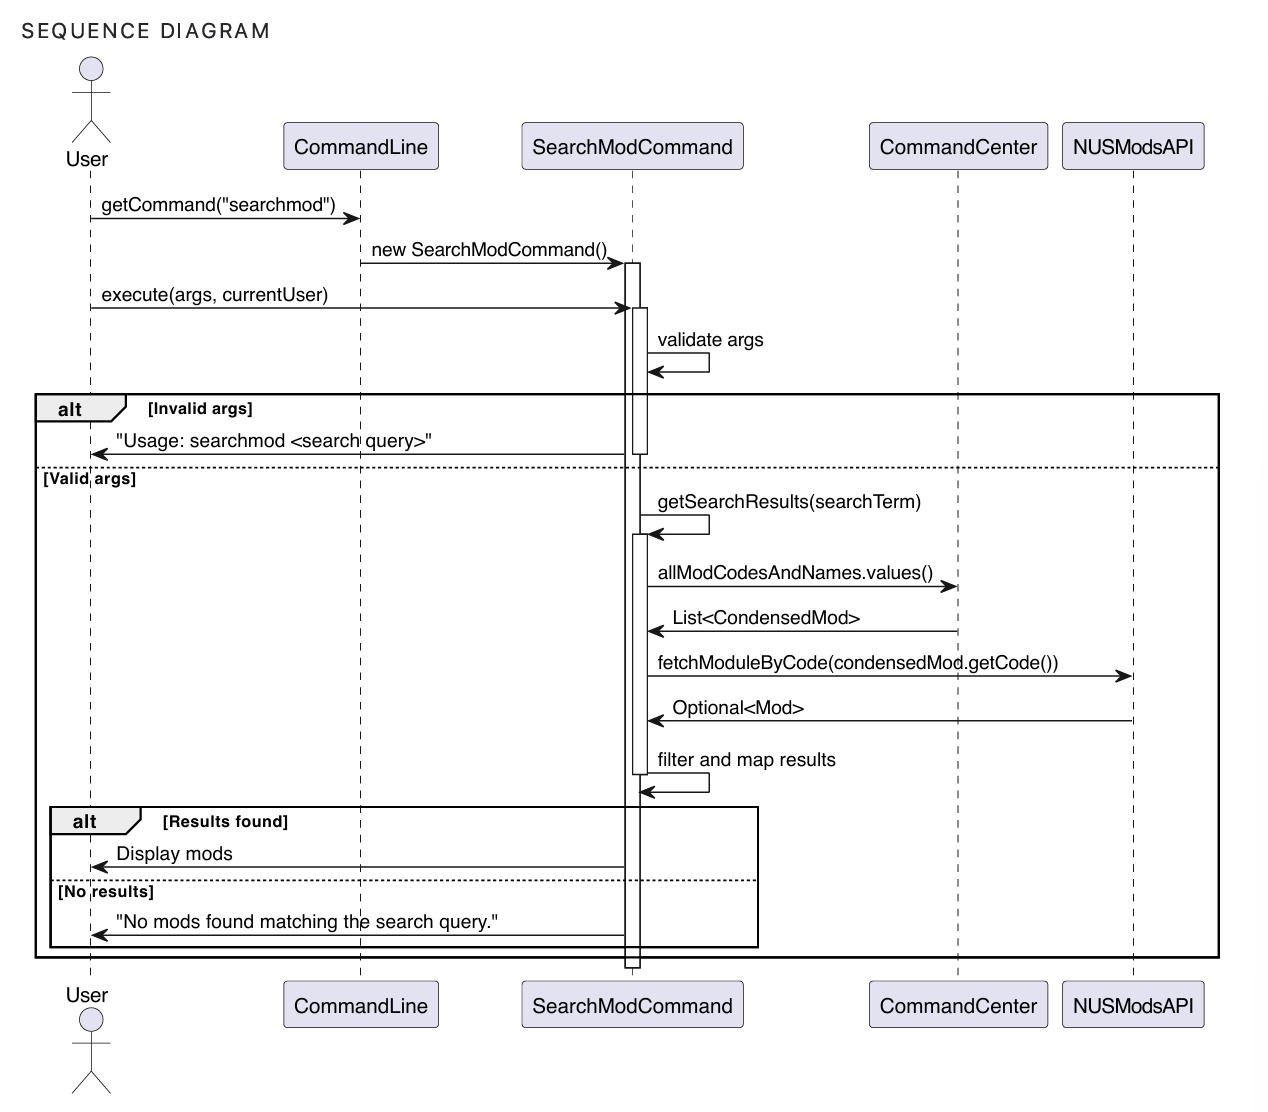 SEQUENCE DIAGRAM
User
CommandLine
SearchModCommand
CommandCenter
NUSModsAPI
getCommand("searchmod")
new SearchModCommand()
execute(args, currentUser)
validate args
alt
[Invalid args]
"Usage: searchmod <search query>"
[Valid args]
getSearchResults(searchTerm)
allModCodesAndNames.values()
List<CondensedMod>
fetchModuleByCode(condensedMod.getCode())
Optional<Mod>
filter and map results
alt
[Results found]
Display mods
[No results]
"No mods found matching the search query."
User
CommandLine
SearchModCommand
CommandCenter
NUSModsAPI